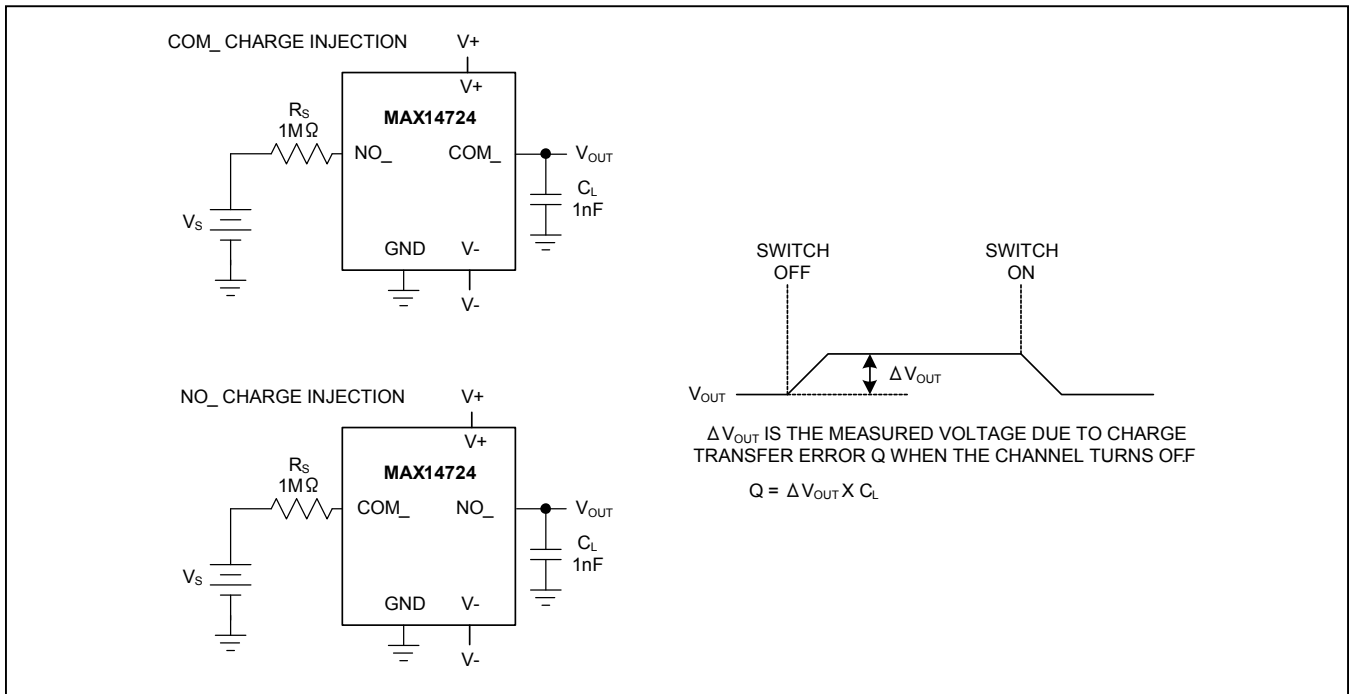 COM_ CHARGE INJECTION
V+
V+
MAX14724
RS
1MΩ
NO_
COM_
VOUT
CL
1nF
VS
GND
V-
V-
NO_ CHARGE INJECTION
V+
V+
MAX14724
RS
1MΩ
COM_
NO_
VOUT
CL
1nF
VS
GND
V-
V-
SWITCH
OFF
SWITCH
ON
ΔVOUT
VOUT
ΔVOUT IS THE MEASURED VOLTAGE DUE TO CHARGE
TRANSFER ERROR Q WHEN THE CHANNEL TURNS OF.F
Q = ΔVOUT X CL